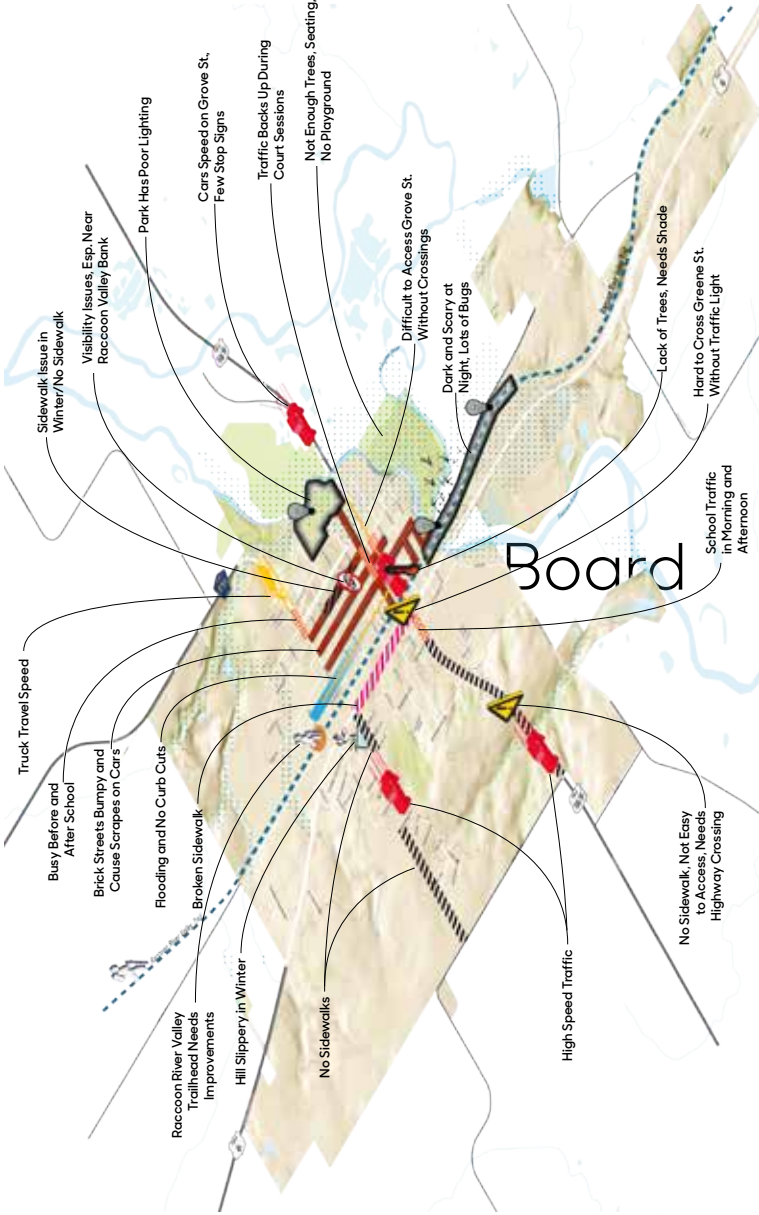 Truck Travel Speed
Busy Before and
After School
Brick Streets Bumpy and
Cause Scrapes on Cars
Flooding and No Curb Cuts
Broken Sidewalk
Raccoon River Valley
Trailhead Needs
Improvements
Hill Slippery in Winter
No Sidewalks
High Speed Traffic
No Sidewalk, Not Easy
to Access, Needs
Highway Crossing
Sidewalk Issue in
Winter/No Sidewalk
Visibility Issues, Esp. Near
Raccoon Valley Bank
Park Has Poor Lighting
Cars Speed on Grove St.,
Few Stop Signs
Traffic Backs Up During
Court Sessions
Not Enough Trees, Seating,
No Playground
Difficult to Access Grove St.
Without Crossings
Dark and Scary at
Night, Lots of Bugs
Lack of Trees, Needs Shade
Hard to Cross Greene St.
Without Traffic Light
School Traffic
in Morning and
Afternoon
Board